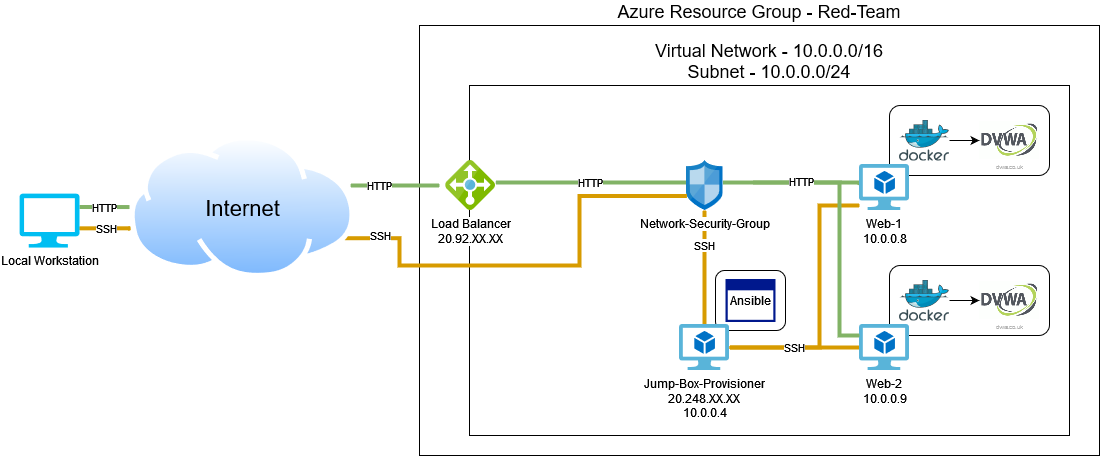 Azure Resource Group - Red-Team
Virtual Network - 10.0.0.0/16
Subnet - 10.0.0.0/24
docker
DVWA
dvwa.co.uk
HTTP
HTTP
HTTP
Internet
HTTP
SSH
Local Workstation
SSH
Load Balancer
20.92.XX.XX
Network-Security-Group
SSH
Web-1
10.0.0.8
Ansible
docker
DVWA
dvwa.co.uk
SSH
Jump-Box-Provisioner
20.248.XX.XX
10.0.0.4
Web-2
10.0.0.9